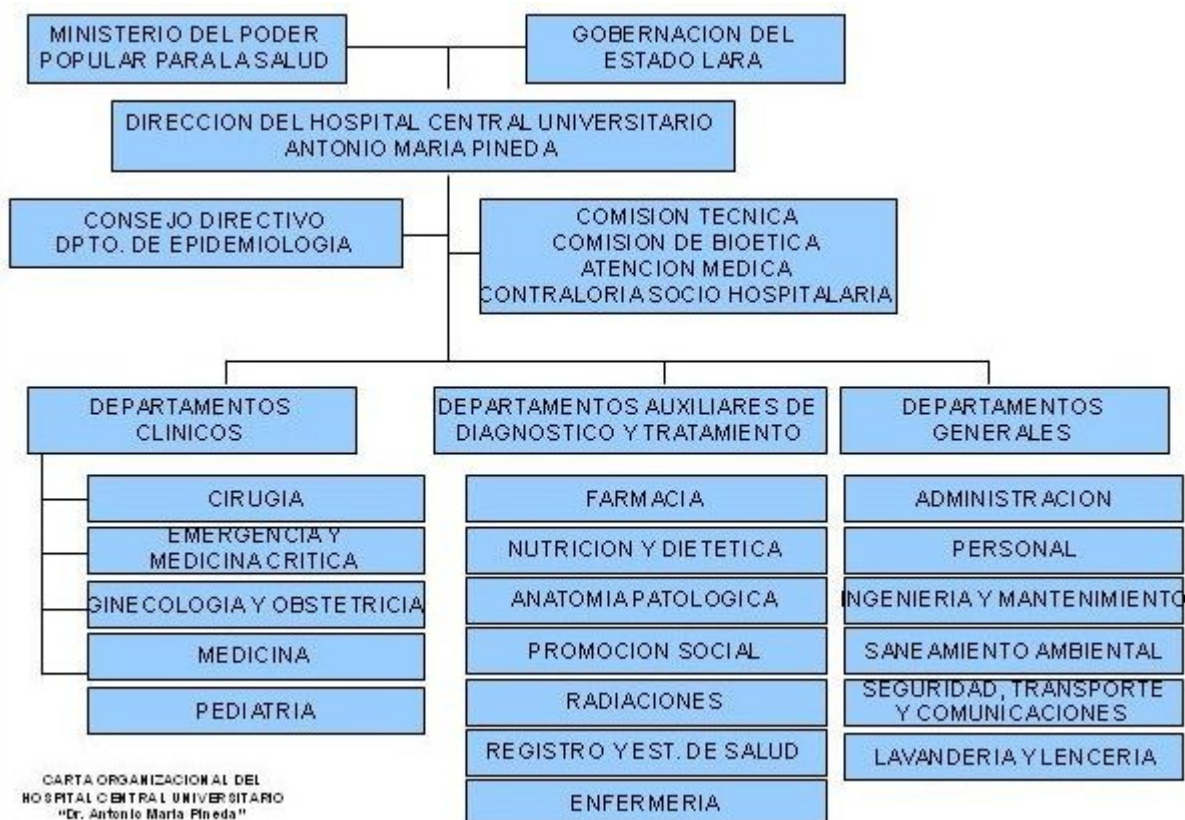 MINISTERIO DEL PODER
POPULAR PARA LA SALUD
GOBERNACION DEL
ESTADO LARA
DIRECCION DEL HOSPITAL CENTRAL UNIVERSITARIO
ANTONIO MARIA PINEDA
CONSEJO DIRECTIVO
DPTO. DE EPIDEMIOLOGIA
COMISION TECNICA
COMISION DE BIOETICA
ATENCION MEDICA
CONTRALORIA SOCIO HOSPITALARIA
DEPARTAMENTOS
CLINICOS
CIRUGIA
EMERGENCIA Y
MEDICINA CRITICA
GINECOLOGIA Y OBSTETRICIA
MEDICINA
PEDIATRIA
DEPARTAMENTOS AUXILIARES DE
DIAGNOSTICO Y TRATAMIENTO
FARMACIA
NUTRICION Y DIETETICA
ANATOMIA PATOLOGICA
PROMOCION SOCIAL
RADIACIONES
REGISTRO Y EST. DE SALUD
ENFERMERIA
DEPARTAMENTOS
GENERALES
ADMINISTRACION
PERSONAL
INGENIERIA Y MANTENIMIENTO
SANEAMIENTO AMBIENTAL
SEGURIDAD, TRANSPORTE
Y COMUNICACIONES
LAVANDERIA Y LENCERIA
CARTA ORGANIZACIONAL DEL
HOSPITAL CENTRAL UNIVERSITARIO
"Dr. Antonio Maria Pineda"